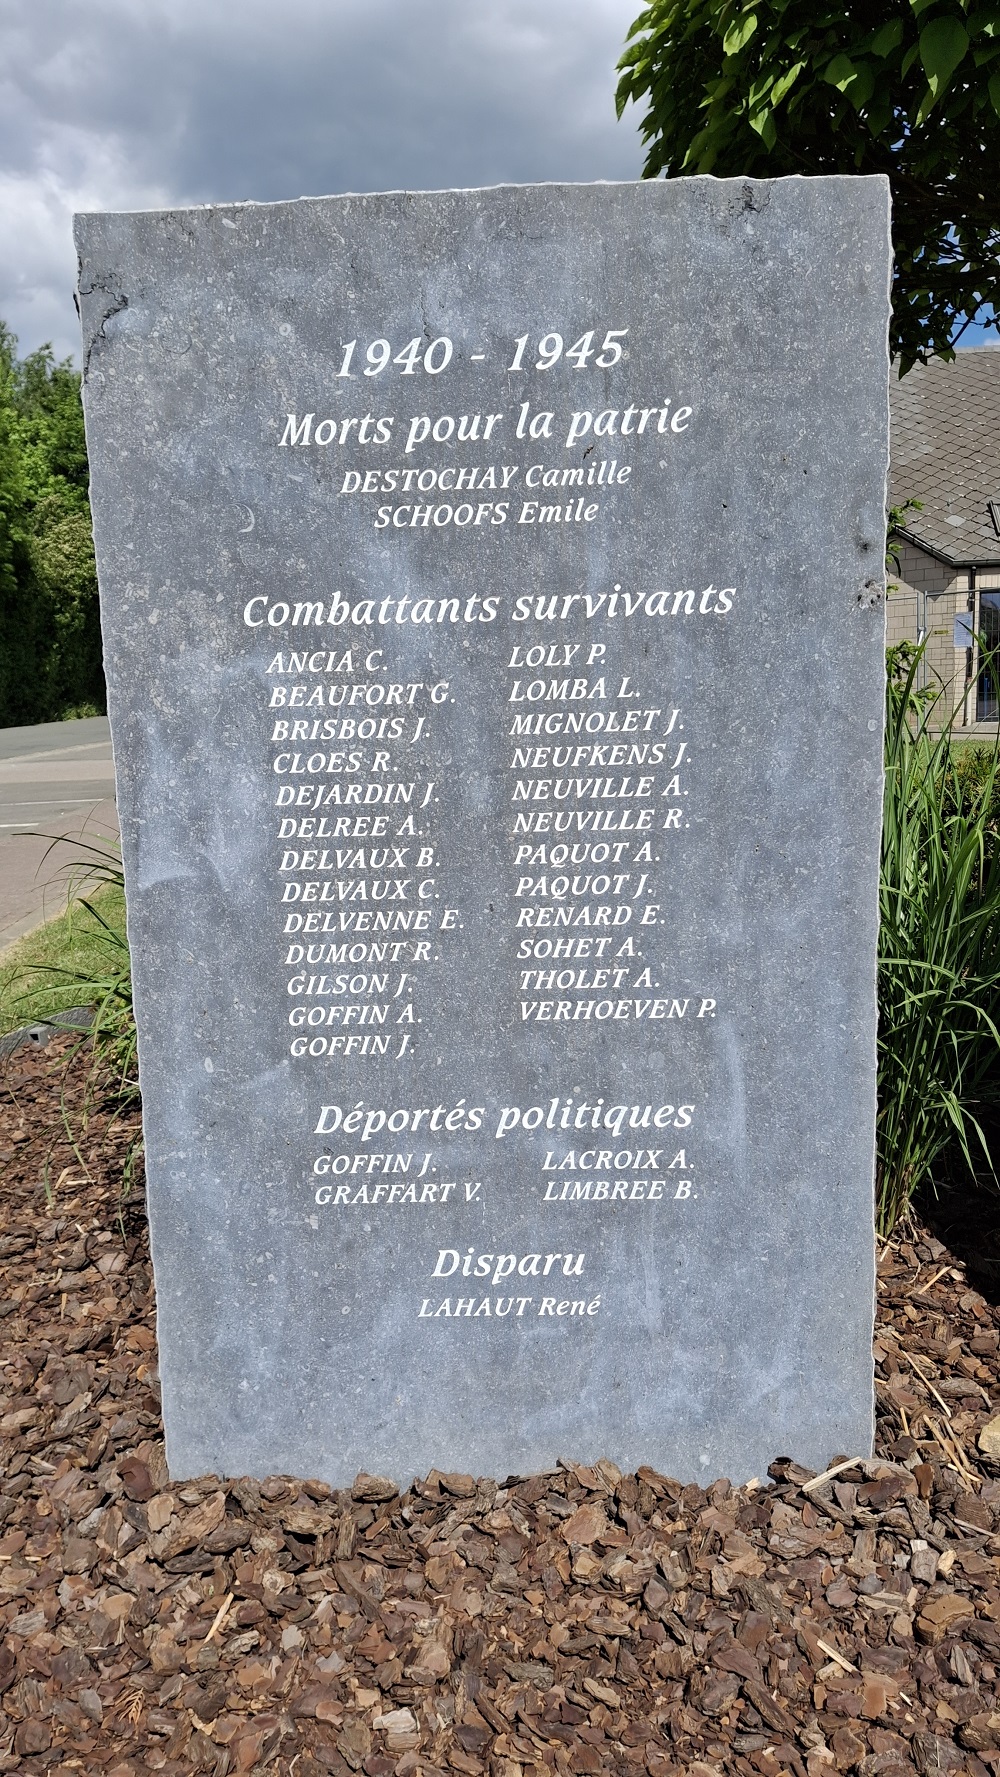 1940 - 1945
Morts pour la patrie
DESTOCHAY Camille
SCHOOFS Emile
Combattants survivants
ANCIA C.
BEAUFORT G.
BRISBOIS J.
CLOES R.
DEJARDIN J.
DELREE A.
DELVAUX B.
DELVAUX C.
DELVENNE E.
DUMONT R.
GILSON J.
GOFFIN A.
GOFFIN J.
LOLY P.
LOMBA L.
MIGNOLET J.
NEUFKENS J.
NEUVILLE A.
NEUVILLE R.
PAQUOT A.
PAQUOT J.
RENARD E.
SOHET A.
THOLET A.
VERHOEVEN P.
Déportés politiques
GOFFIN J.
GRAFFART V.
LACROIX A.
LIMBREE B.
Disparu
LAHAUT René